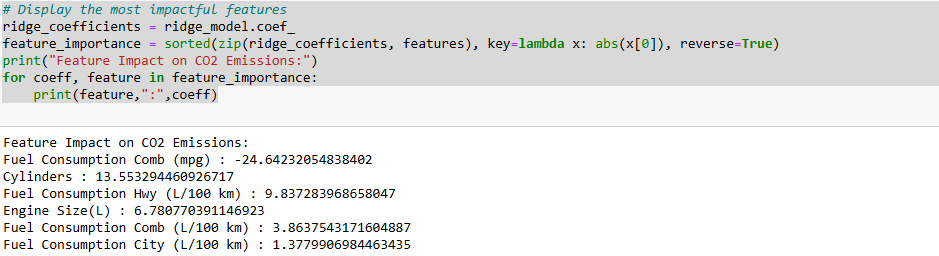 # Display the most impactful features
ridge_coefficients = ridge_model.coef_
feature_importance = sorted(zip(ridge_coefficients, features), key=lambda x: abs(x[0]), reverse=True)
print("Feature Impact on CO2 Emissions:")
for coeff, feature in feature_importance:
    print(feature,":",coeff)
Feature Impact on CO2 Emissions:
Fuel Consumption Comb (mpg) : -24.64232054838402
Cylinders : 13.553294460926717
Fuel Consumption Hwy (L/100 km) : 9.837283968658047
Engine Size(L) : 6.780770391146923
Fuel Consumption Comb (L/100 km) : 3.8637543171604887
Fuel Consumption City (L/100 km) : 1.3779906984463435